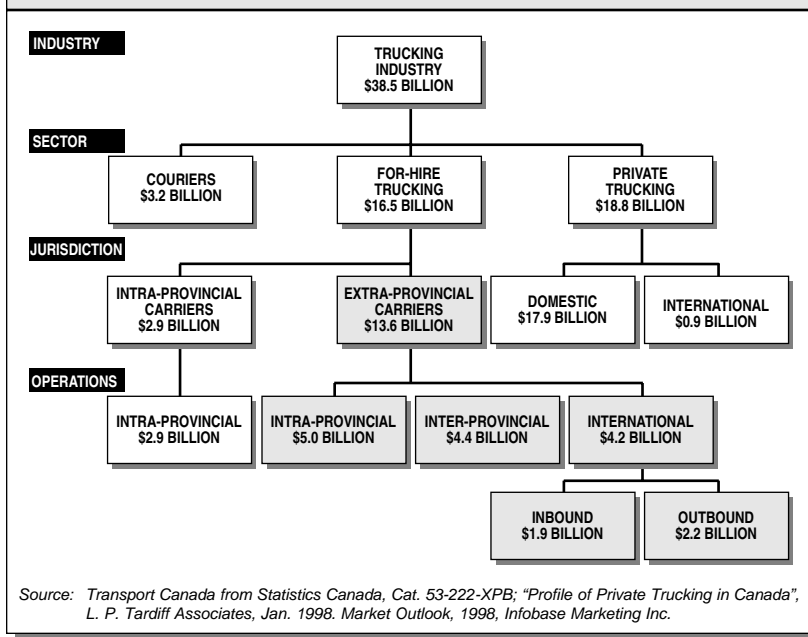 INDUSTRY
TRUCKING
INDUSTRY
$38.5 BILLION
SECTOR
COURIERS
$3.2 BILLION
FOR-HIRE
TRUCKING
$16.5 BILLION
PRIVATE
TRUCKING
$18.8 BILLION
JURISDICTION
INTRA-PROVINCIAL
CARRIERS
$2.9 BILLION
EXTRA-PROVINCIAL
CARRIERS
$13.6 BILLION
DOMESTIC
$17.9 BILLION
INTERNATIONAL
$0.9 BILLION
OPERATIONS
INTRA-PROVINCIAL
$2.9 BILLION
INTRA-PROVINCIAL
$5.0 BILLION
INTER-PROVINCIAL
$4.4 BILLION
INTERNATIONAL
$4.2 BILLION
INBOUND
$1.9 BILLION
OUTBOUND
$2.2 BILLION
Source: Transport Canada from Statistics Canada, Cat. 53-222-XPB; “Profile of Private Trucking in Canada”,
L. P. Tardiff Associates, Jan. 1998. Market Outlook, 1998, Infobase Marketing Inc.